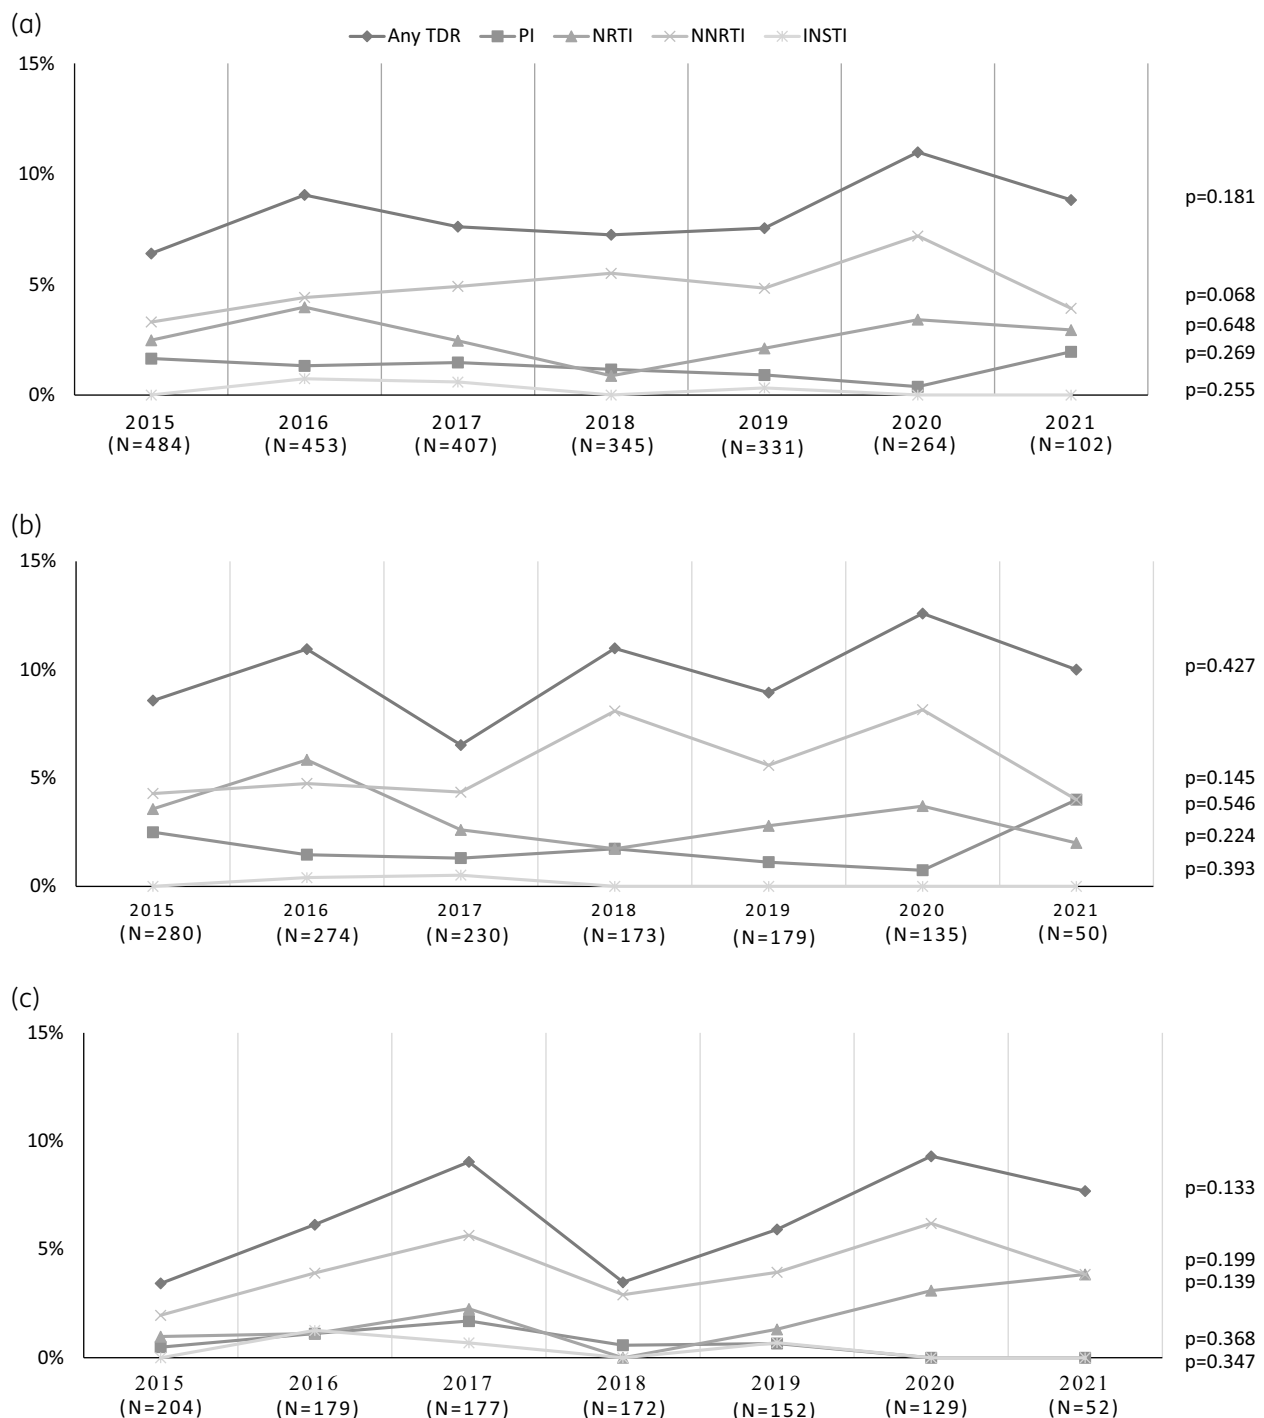 (a)
Any TDR PI NRTI NNRTI INSTI
15%
10%
5%
0%
p=0.181
p=0.068
p=0.648
p=0.269
p=0.255
2015 2016 2017 2018 2019 2020 2021
(N=484) (N=453) (N=407) (N=345) (N=331) (N=264) (N=102)
(b)
15%
10%
5%
0%
p=0.427
p=0.145
p=0.546
p=0.224
p=0.393
2015 2016 2017 2018 2019 2020 2021
(N=280) (N=274) (N=230) (N=173) (N=179) (N=135) (N=50)
(c)
15%
10%
5%
0%
p=0.133
p=0.199
p=0.139
p=0.368
p=0.347
2015 2016 2017 2018 2019 2020 2021
(N=204) (N=179) (N=177) (N=172) (N=152) (N=129) (N=52)